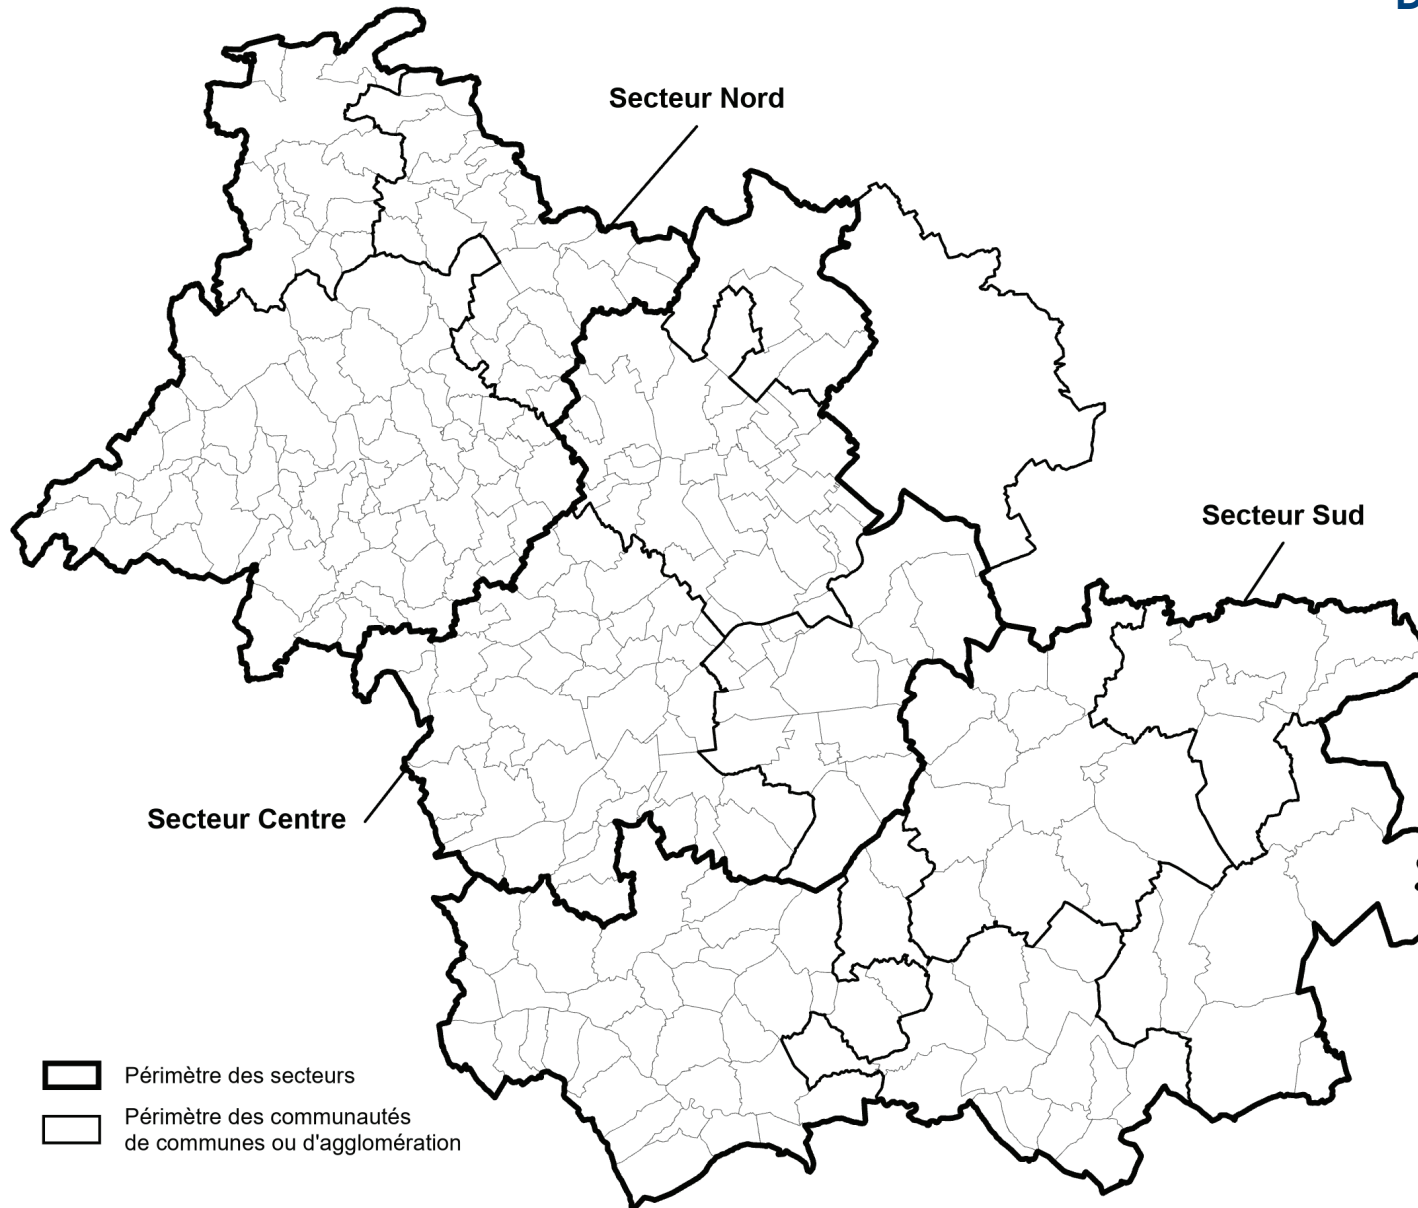 Secteur Nord
Secteur Sud
Secteur Centre
Périmètre des secteurs
Périmètre des communautés
de communes ou d'agglomération